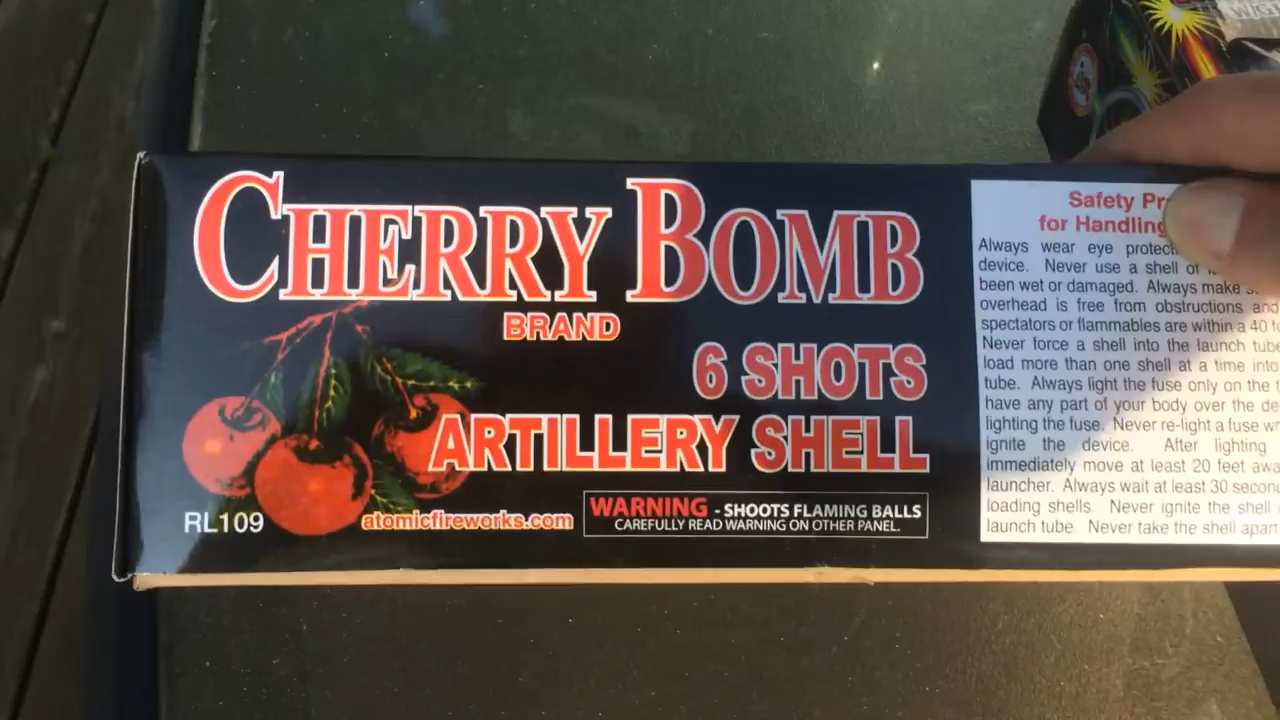 CHERRY BOMB
BRAND
6 SHOTS
ARTILLERY SHELL
RL109
atomicfireworks.com
WARNING - SHOOTS FLAMING BALLS
CAREFULLY READ WARNING ON OTHER PANEL.
Safety
for Handling
Always wear eye
device. Never use a shell
been wet or damaged. Always make
overhead is free from obstructions and
spectators or flammables are within a 40
Never force a shell into the launch tube
load more than one shell at a time into
tube. Always light the fuse only on the
have any part of your body over the
lighting the fuse. Never re-light a fuse
ignite the device. After lighting
immediately move at least 20 feet
launcher. Always wait at least 30
loading shells. Never ignite the shell
launch tube. Never take the shell apart